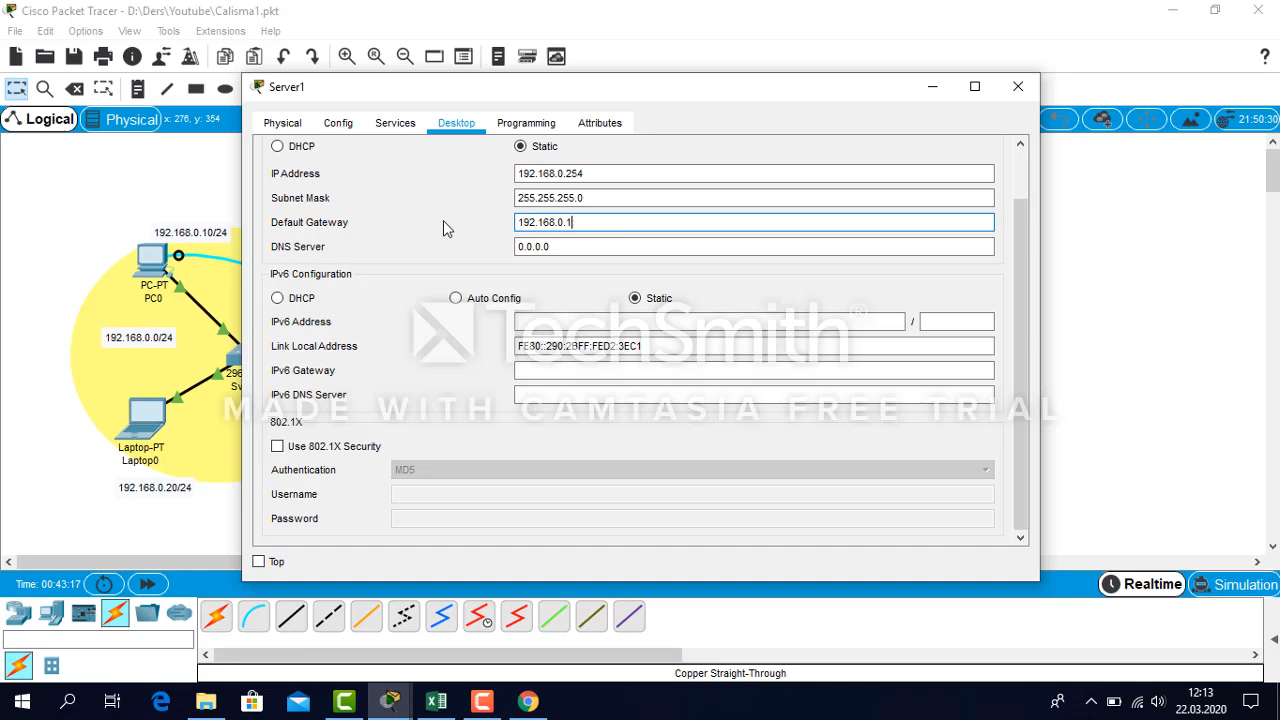 Cisco Packet Tracer - D:\Ders\Youtube\Calisma1.pkt
File Edit Options View Tools Extensions Help
Server1
Logical Physical x: 276, y: 354
21:50:30
Physical Config Services Desktop Programming Attributes
DHCP Static
IP Address 192.168.0.254
Subnet Mask 255.255.255.0
Default Gateway 192.168.0.1
DNS Server 0.0.0.0
IPv6 Configuration
DHCP Auto Config Static
IPv6 Address /
Link Local Address FE80::290:2BFF:FED2:3EC1
IPv6 Gateway
IPv6 DNS Server
802.1X
Use 802.1X Security
Authentication MD5
Username
Password
Top
192.168.0.10/24
PC-PT
PC0
192.168.0.0/24
296
Sv
Laptop-PT
Laptop0
192.168.0.20/24
TechSmith®
MADE WITH CAMTASIA FREE TRIAL
Time: 00:43:17
Realtime Simulation
Copper Straight-Through
12:13
22.03.2020